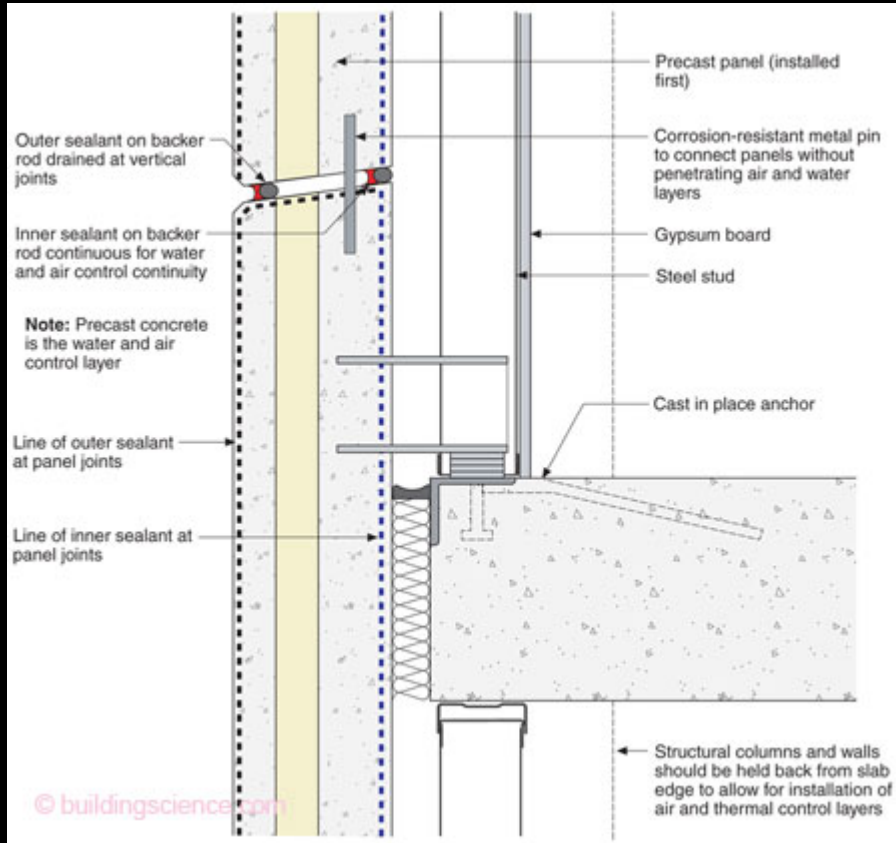 Outer sealant on backer
rod drained at vertical
joints
Inner sealant on backer
rod continuous for water
and air control continuity
Note: Precast concrete
is the water and air
control layer
Line of outer sealant
at panel joints
Line of inner sealant at
panel joints
© buildingscience.com
Precast panel (installed
first)
Corrosion-resistant metal pin
to connect panels without
penetrating air and water
layers
Gypsum board
Steel stud
Cast in place anchor
Structural columns and walls
should be held back from slab
edge to allow for installation of
air and thermal control layers